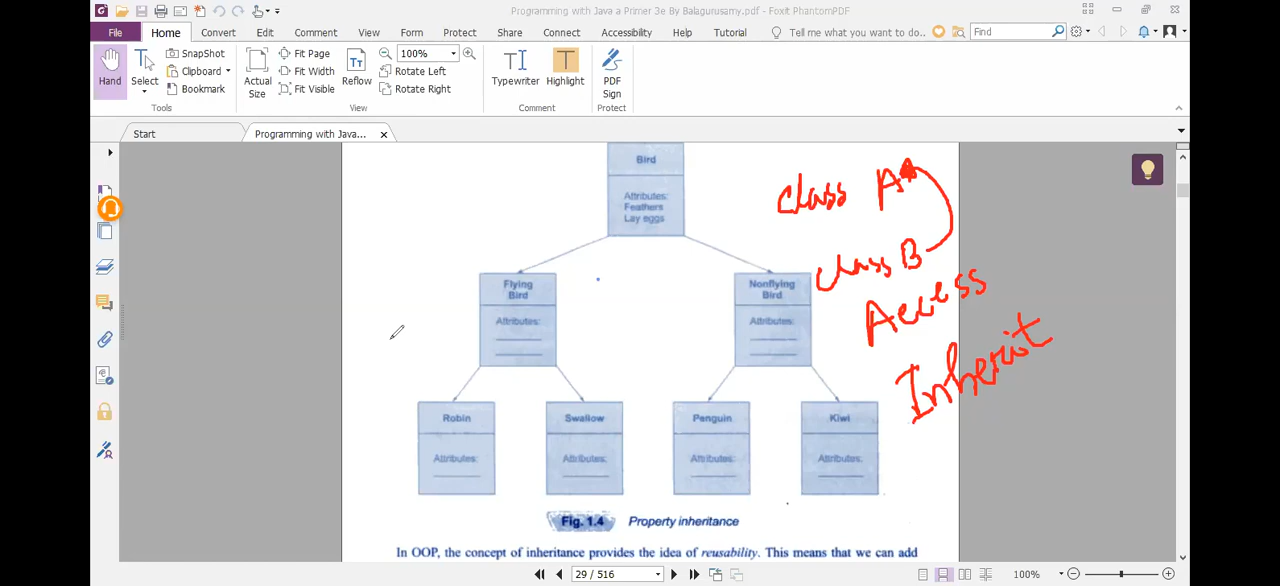 Programming with Java a Primer 3e By Balagurusamy.pdf - Foxit PhantomPDF
File Home Convert Edit Comment View Form Protect Share Connect Accessibility Help Tutorial Tell me what you want to do.. Find
Hand
Select
SnapShot
Clipboard
Bookmark
Tools
Actual
Size
Fit Page
Fit Width
Fit Visible
Reflow
100%
Rotate Left
Rotate Right
View
Typewriter
Highlight
Comment
PDF
Sign
Protect
Start
Programming with Java...
Bird
Attributes:
Feathers
Lay eggs
class A
class B
Access
Inherit
Flying
Bird
Attributes:
Nonflying
Bird
Attributes:
Robin
Attributes:
Swallow
Attributes:
Penguin
Attributes:
Kiwi
Attributes:
Fig. 1.4 Property inheritance
In OOP, the concept of inheritance provides the idea of reusability. This means that we can add
29 / 516
100%